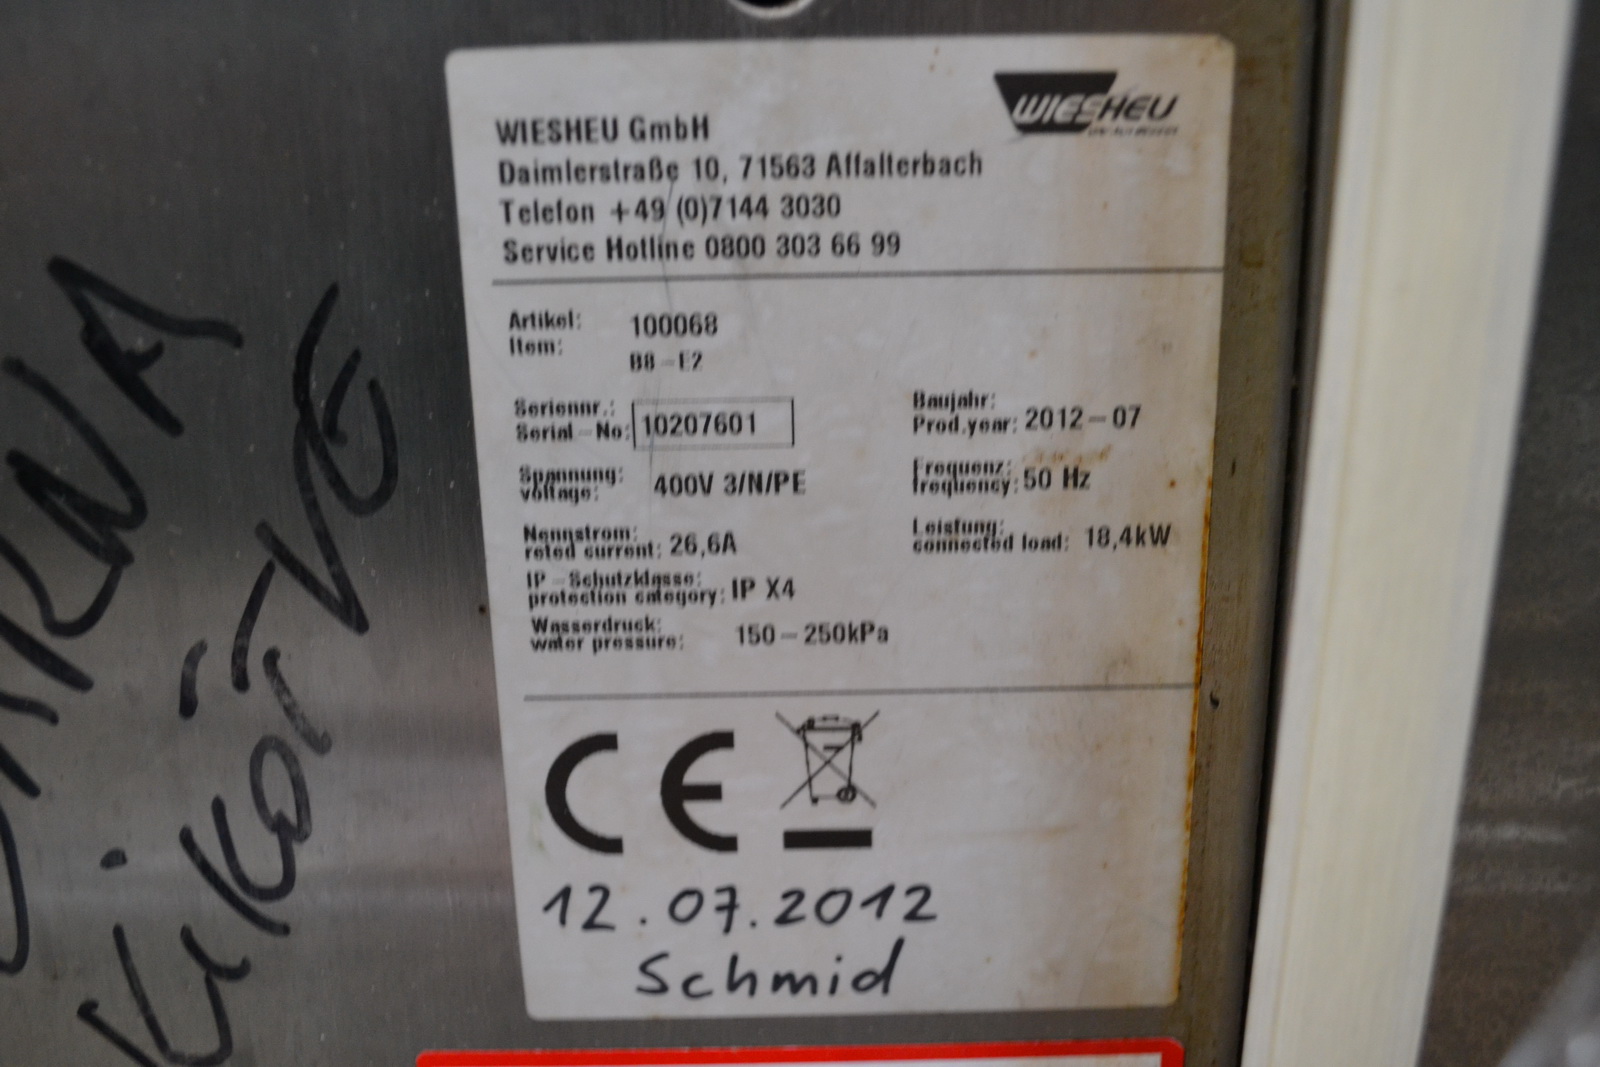 WIESHEU GmbH
Daimlerstraße 10, 71563 Affalterbach
Telefon +49 (0)7144 3030
Service Hotline 0800 303 66 99
WIESHEU
Artikel: 100068
Item: B8-E2
Seriennr.:
Serial-No: 10207601
Baujahr:
Prod.year: 2012-07
Spannung:
voltage: 400V 3/N/PE
Frequenz:
frequency: 50 Hz
Nennstrom:
reted current: 26,6A
Leistung:
connected load: 18,4kW
IP-Schutzklasse:
protection category: IP X4
Wasserdruck:
water pressure: 150-250kPa
CE
12.07.2012
Schmid
KiKÖTVE